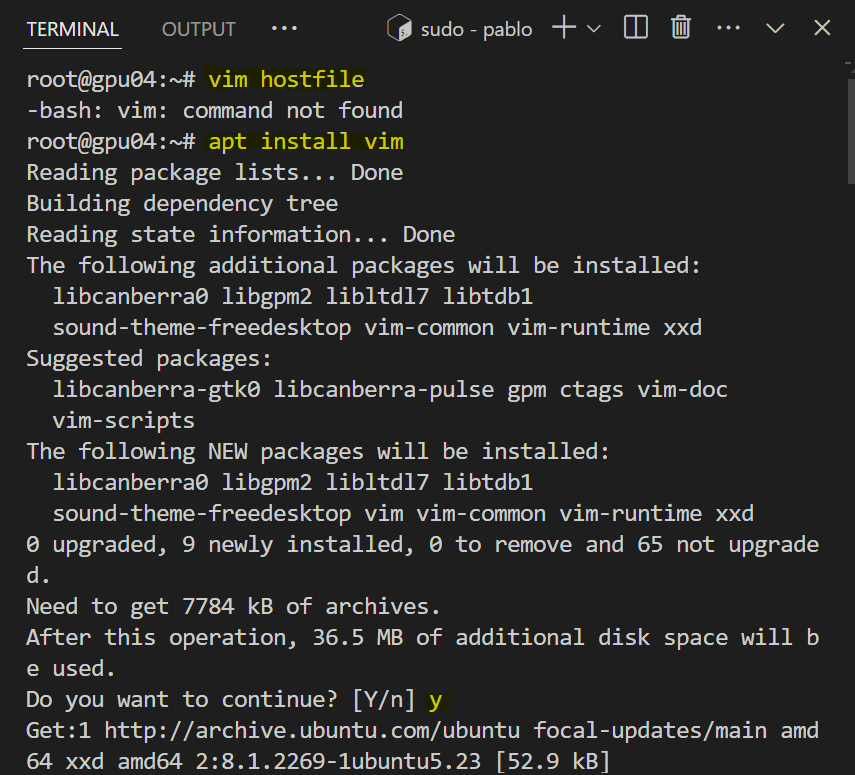 TERMINAL OUTPUT ··· sudo - pablo ···
root@gpu04:~# vim hostfile
-bash: vim: command not found
root@gpu04:~# apt install vim
Reading package lists... Done
Building dependency tree
Reading state information... Done
The following additional packages will be installed:
  libcanberra0 libgpm2 libltdl7 libtdb1
  sound-theme-freedesktop vim-common vim-runtime xxd
Suggested packages:
  libcanberra-gtk0 libcanberra-pulse gpm ctags vim-doc
  vim-scripts
The following NEW packages will be installed:
  libcanberra0 libgpm2 libltdl7 libtdb1
  sound-theme-freedesktop vim vim-common vim-runtime xxd
0 upgraded, 9 newly installed, 0 to remove and 65 not upgrade
d.
Need to get 7784 kB of archives.
After this operation, 36.5 MB of additional disk space will b
e used.
Do you want to continue? [Y/n] y
Get:1 http://archive.ubuntu.com/ubuntu focal-updates/main amd
64 xxd amd64 2:8.1.2269-1ubuntu5.23 [52.9 kB]